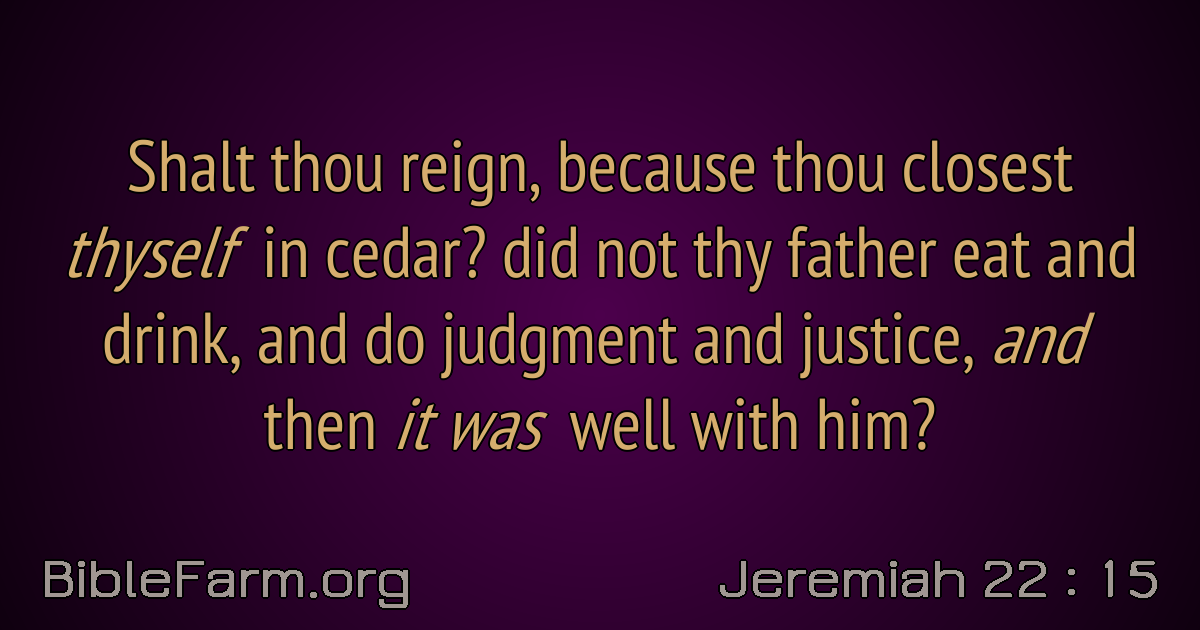 Shalt thou reign, because thou closest
thyself in cedar? did not thy father eat and
drink, and do judgment and justice, and
then it was well with him?
BibleFarm.org
Jeremiah 22 : 15